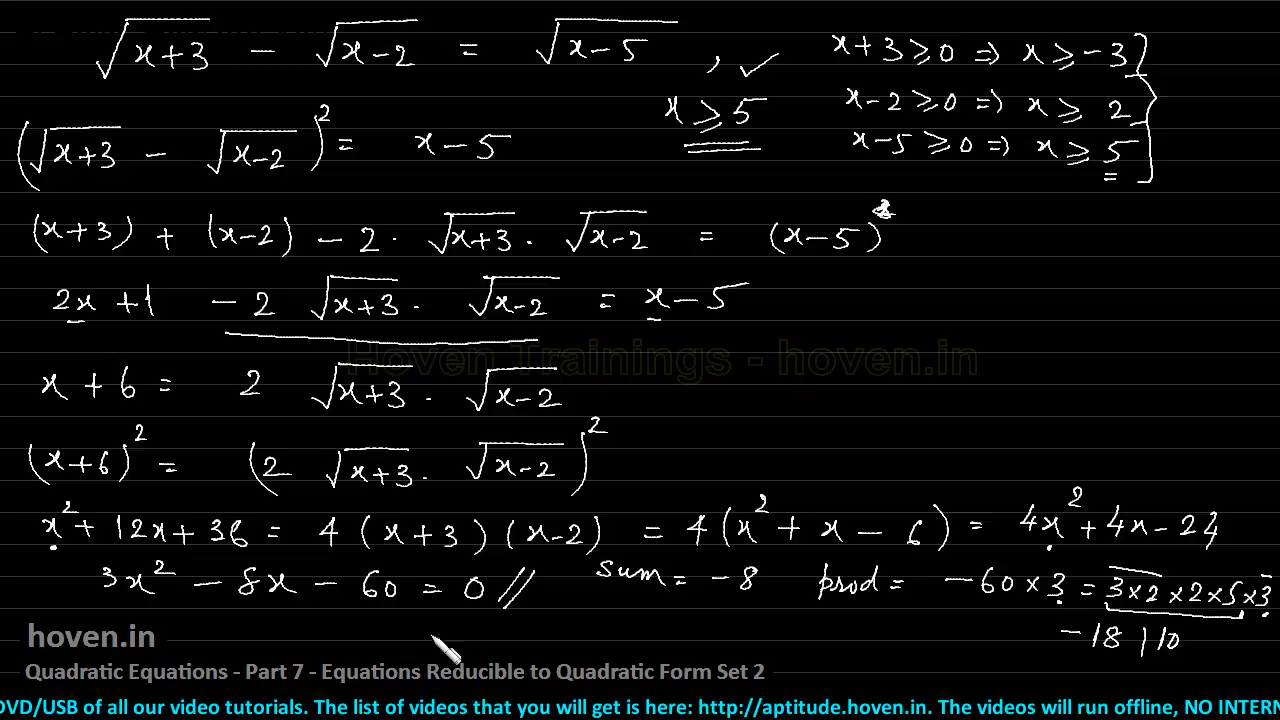 √(x+3) − √(x−2) = √(x−5) , ✓ x+3 ≥ 0 ⇒ x ≥ −3]
x ≥ 5 x−2 ≥ 0 ⇒ x ≥ 2
(√(x+3) − √(x−2))² = x−5 x−5 ≥ 0 ⇒ x ≥ 5
(x+3) + (x−2) − 2 · √(x+3) · √(x−2) = (x−5)
2x + 1 − 2 √(x+3) · √(x−2) = x−5
Hoven Trainings - hoven.in
x + 6 = 2 √(x+3) · √(x−2)
(x+6)² = (2 √(x+3) · √(x−2))²
x² + 12x + 36 = 4 (x+3) (x−2) = 4(x² + x − 6) = 4x² + 4x − 24
3x² − 8x − 60 = 0 // sum = −8 prod = −60 × 3 = 3×2×2×5×3
−18 | 10
hoven.in
Quadratic Equations - Part 7 - Equations Reducible to Quadratic Form Set 2
DVD/USB of all our video tutorials. The list of videos that you will get is here: http://aptitude.hoven.in. The videos will run offline, NO INTERN